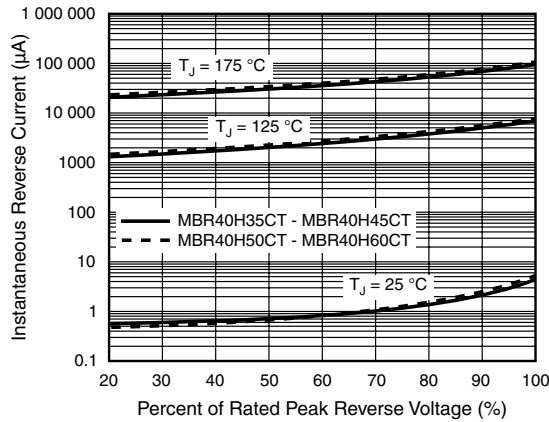 Instantaneous Reverse Current (µA)
1 000 000
100 000
10 000
1000
100
10
1
0.1
T_J = 175 °C
T_J = 125 °C
MBR40H35CT - MBR40H45CT
MBR40H50CT - MBR40H60CT
T_J = 25 °C
20 30 40 50 60 70 80 90 100
Percent of Rated Peak Reverse Voltage (%)